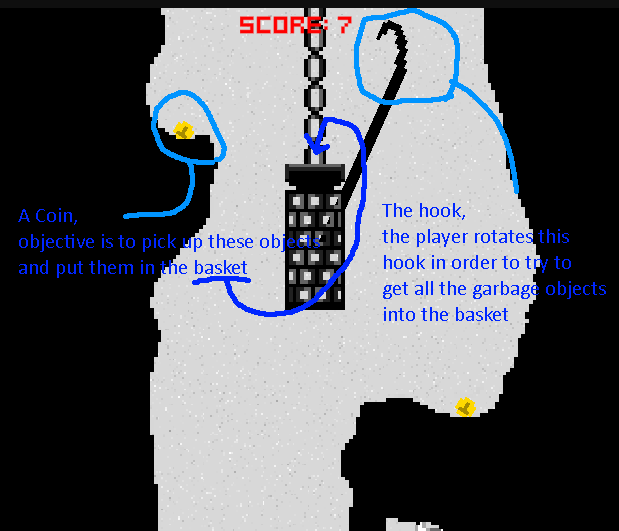 SCORE: 7
A Coin,
objective is to pick up these objects
and put them in the basket
The hook,
the player rotates this
hook in order to try to
get all the garbage objects
into the basket